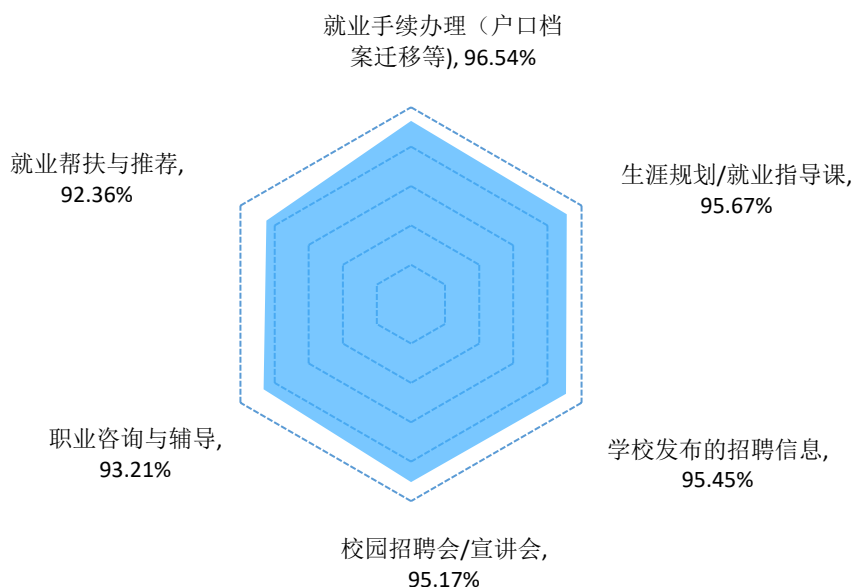 就业手续办理（户口档
案迁移等), 96.54%
生涯规划/就业指导课,
95.67%
学校发布的招聘信息,
95.45%
校园招聘会/宣讲会,
95.17%
职业咨询与辅导,
93.21%
就业帮扶与推荐,
92.36%